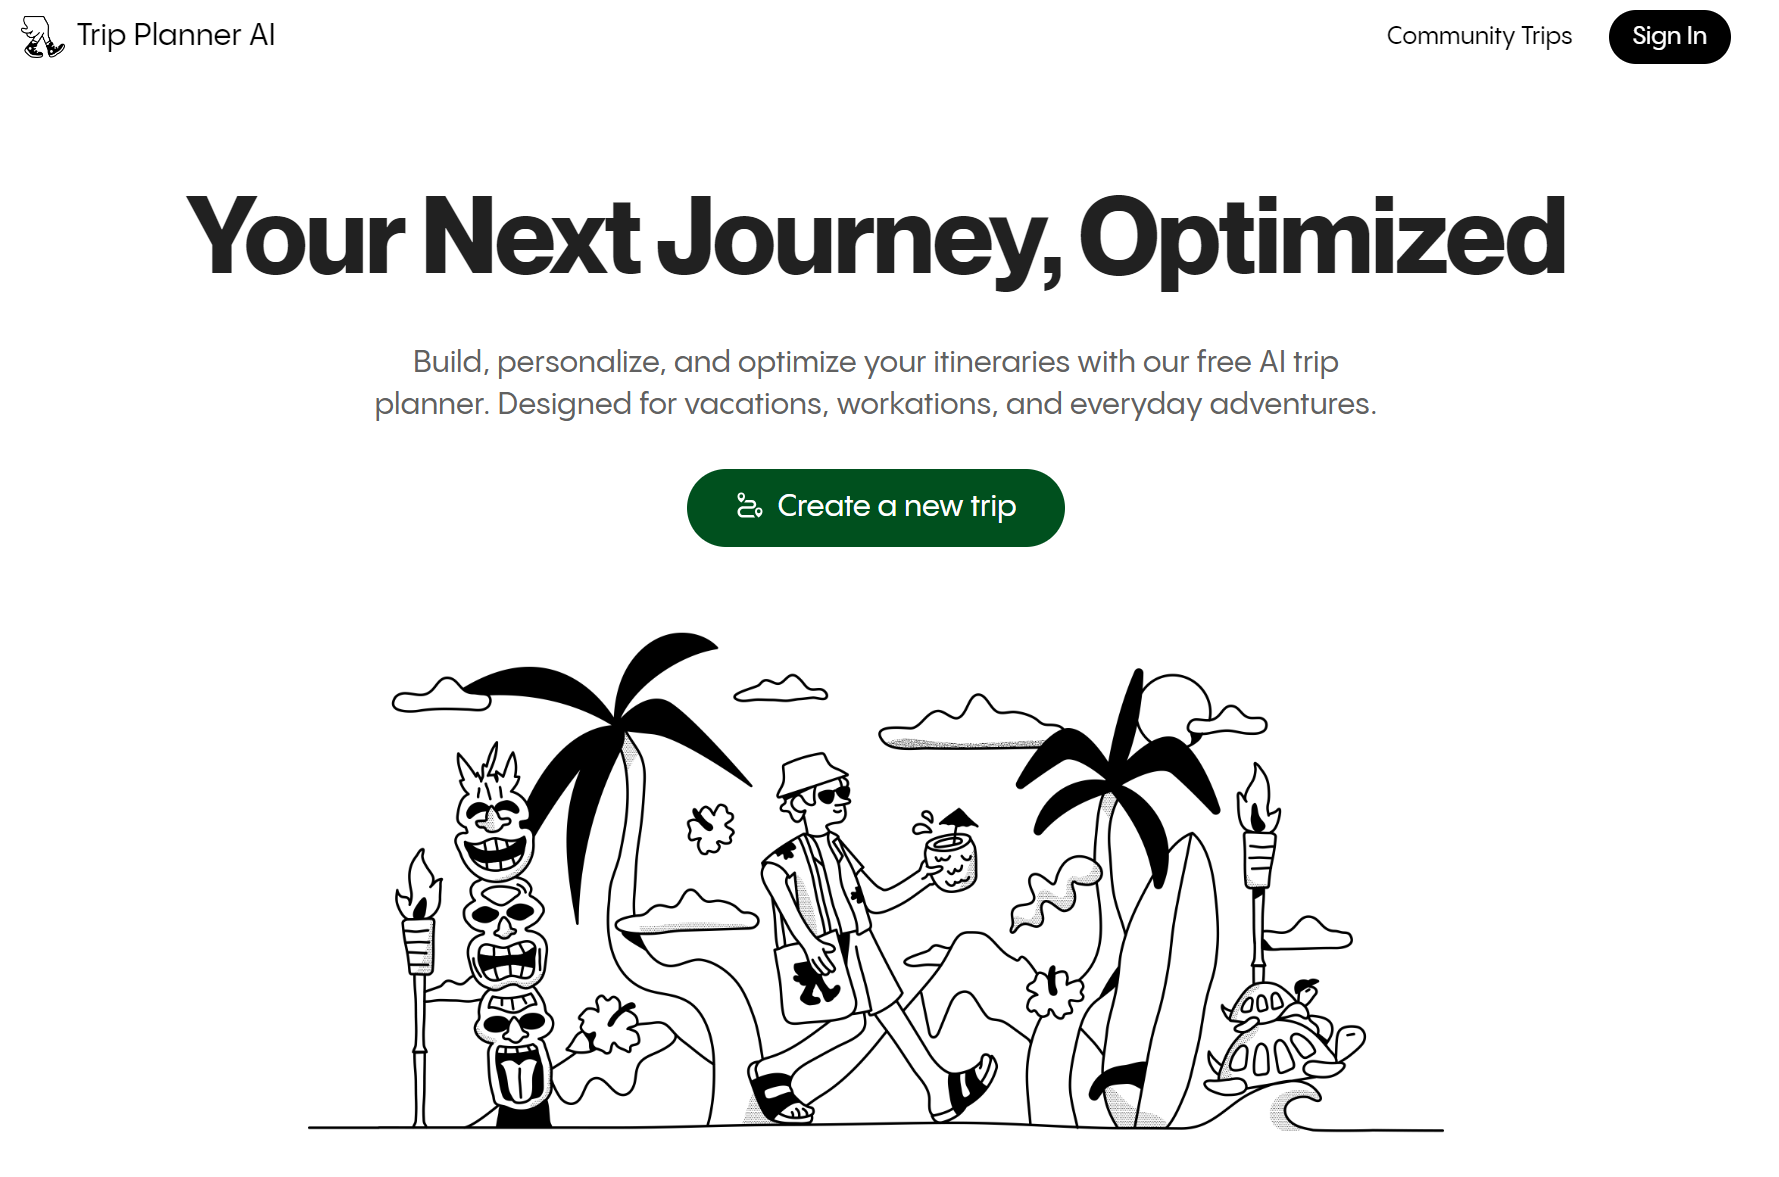 Trip Planner AI
Community Trips
Sign In
Your Next Journey, Optimized
Build, personalize, and optimize your itineraries with our free AI trip
planner. Designed for vacations, workations, and everyday adventures.
Create a new trip